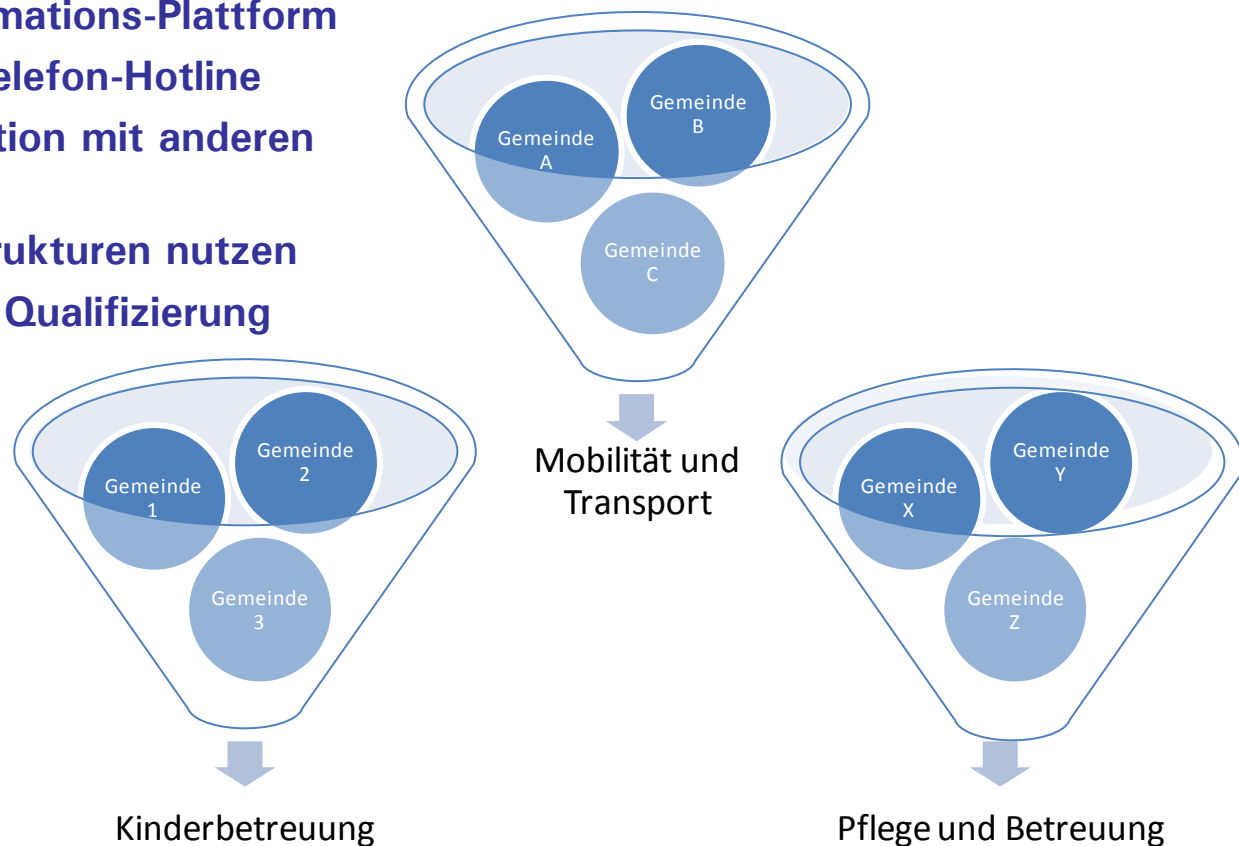 mations-Plattform
elefon-Hotline
tion mit anderen
rukturen nutzen
Qualifizierung
Gemeinde
A
Gemeinde
B
Gemeinde
C
Mobilität und
Transport
Gemeinde
1
Gemeinde
2
Gemeinde
3
Kinderbetreuung
Gemeinde
X
Gemeinde
Y
Gemeinde
Z
Pflege und Betreuung